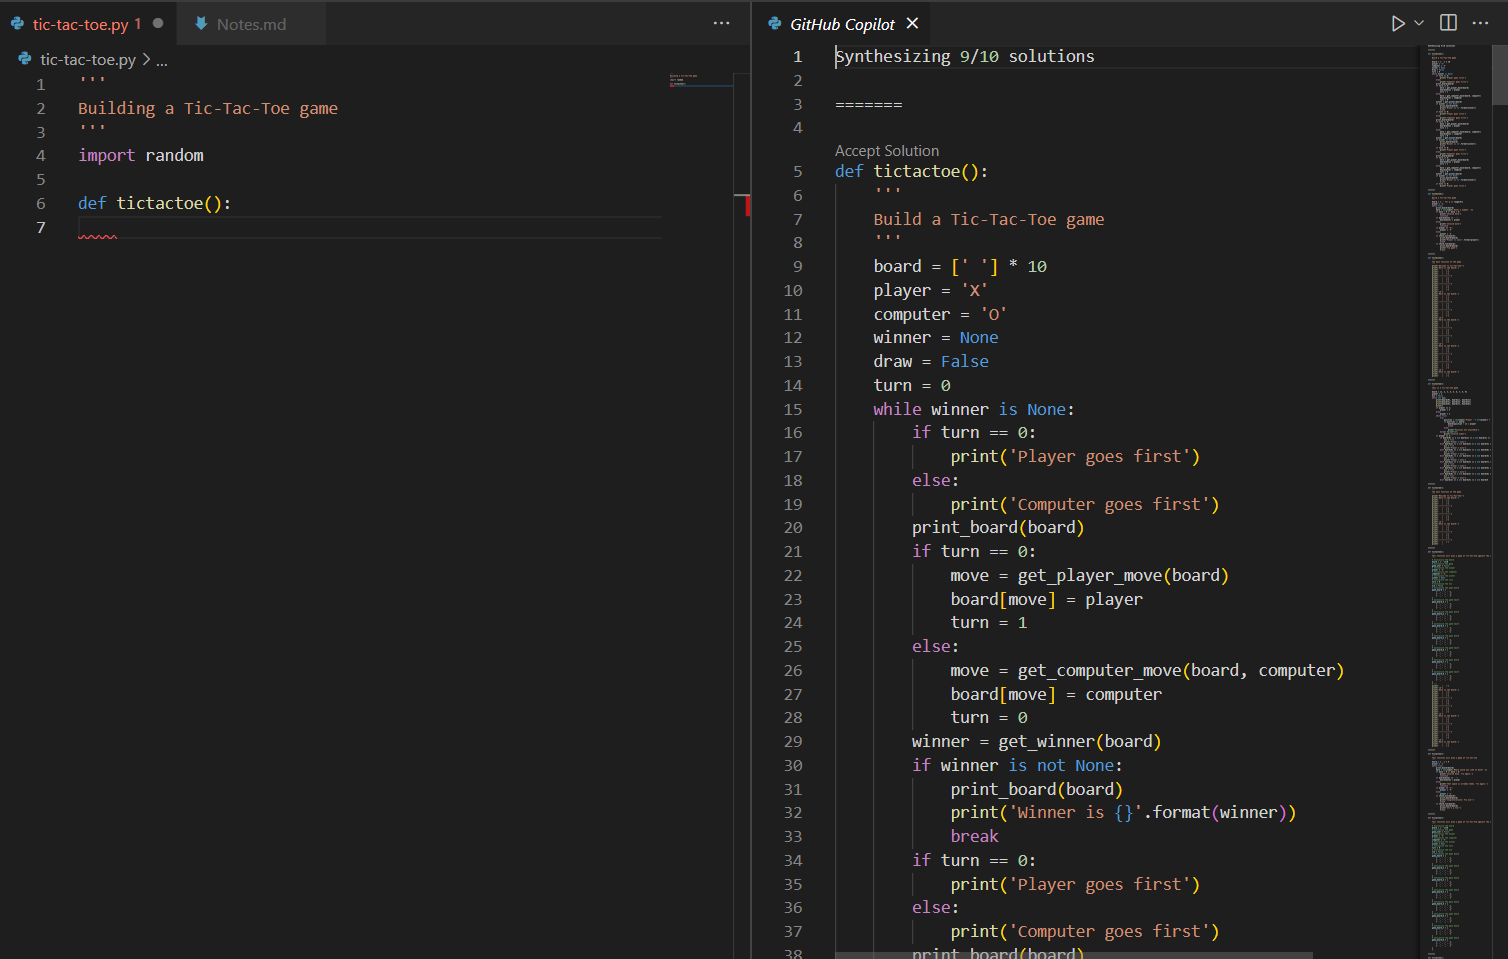 tic-tac-toe.py 1
Notes.md
tic-tac-toe.py > ...
1 '''
2 Building a Tic-Tac-Toe game
3 '''
4 import random
5
6 def tictactoe():
7
GitHub Copilot
1 Synthesizing 9/10 solutions
2
3 =======
4
Accept Solution
5 def tictactoe():
6 '''
7 Build a Tic-Tac-Toe game
8 '''
9 board = [' '] * 10
10 player = 'X'
11 computer = 'O'
12 winner = None
13 draw = False
14 turn = 0
15 while winner is None:
16 if turn == 0:
17 print('Player goes first')
18 else:
19 print('Computer goes first')
20 print_board(board)
21 if turn == 0:
22 move = get_player_move(board)
23 board[move] = player
24 turn = 1
25 else:
26 move = get_computer_move(board, computer)
27 board[move] = computer
28 turn = 0
29 winner = get_winner(board)
30 if winner is not None:
31 print_board(board)
32 print('Winner is {}'.format(winner))
33 break
34 if turn == 0:
35 print('Player goes first')
36 else:
37 print('Computer goes first')
38 print_board(board)